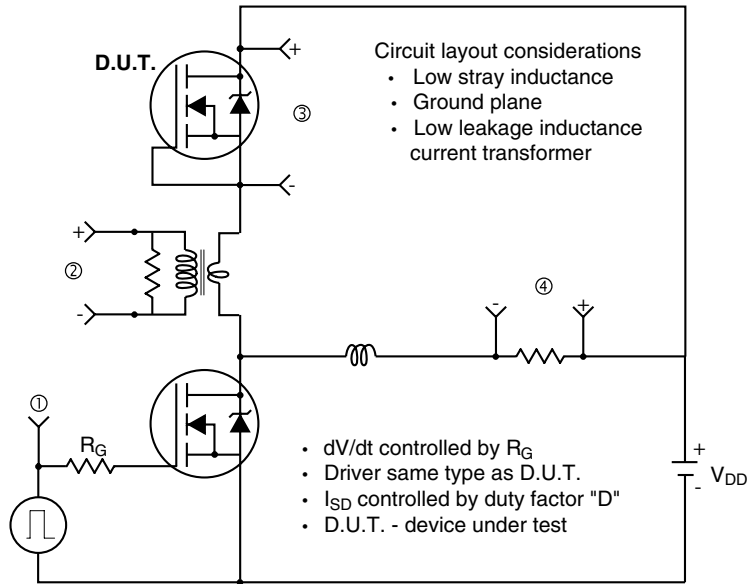 D.U.T.
+
③
-
Circuit layout considerations
• Low stray inductance
• Ground plane
• Low leakage inductance
current transformer
+
②
-
-
④
+
①
R_G
• dV/dt controlled by R_G
• Driver same type as D.U.T.
• I_SD controlled by duty factor "D"
• D.U.T. - device under test
+
V_DD
-